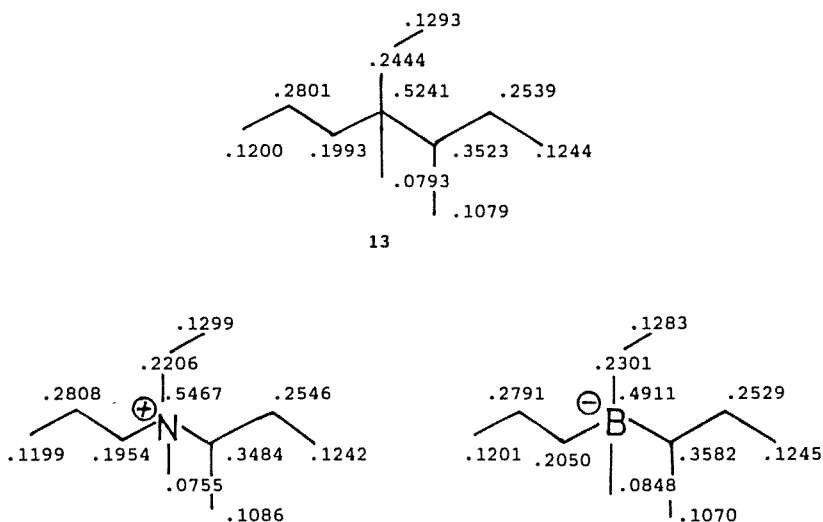 .1293
.2444
.2801 .5241 .2539
.1200 .1993 .3523 .1244
.0793
.1079
13
.1299
.2206
.2808 ⊕ .5467 .2546
N
.1199 .1954 .3484 .1242
.0755
.1086
.1283
.2301
.2791 ⊖ .4911 .2529
B
.1201 .2050 .3582 .1245
.0848
.1070